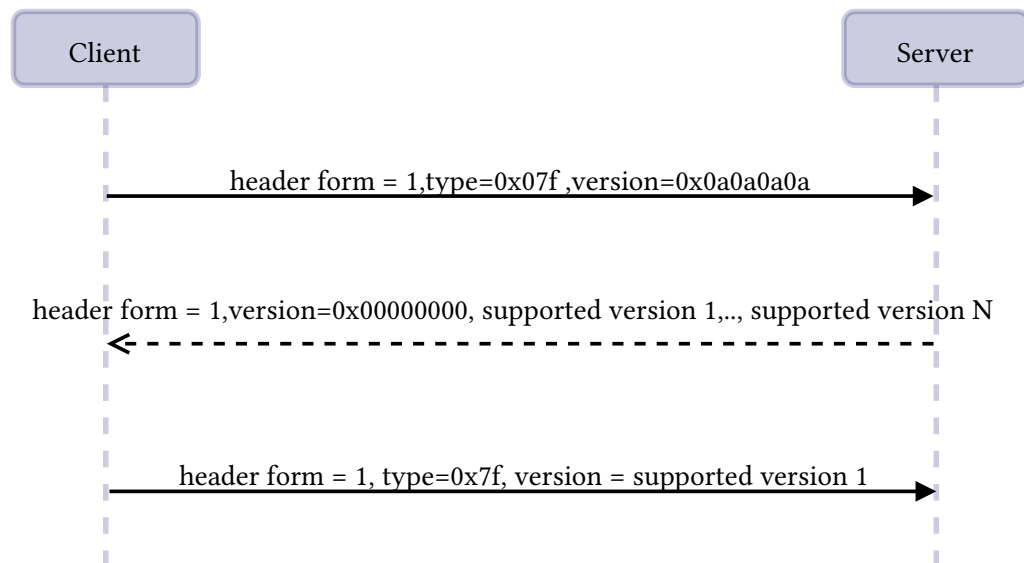 Client
Server
header form = 1,type=0x07f ,version=0x0a0a0a0a
header form = 1,version=0x00000000, supported version 1,.., supported version N
header form = 1, type=0x7f, version = supported version 1